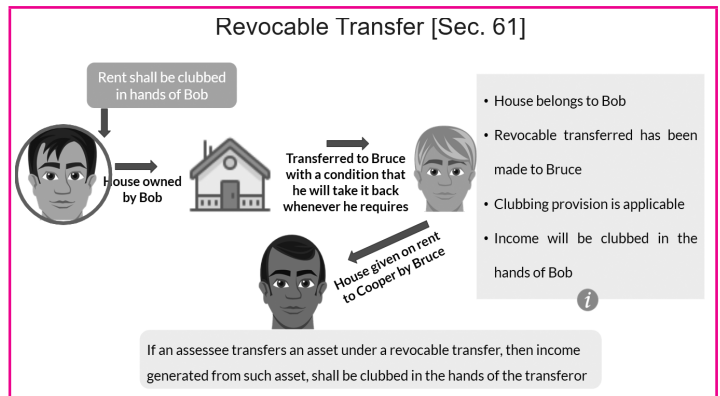 Revocable Transfer [Sec. 61]
Rent shall be clubbed
in hands of Bob
House owned
by Bob
Transferred to Bruce
with a condition that
he will take it back
whenever he requires
House given on rent
to Cooper by Bruce
• House belongs to Bob
• Revocable transferred has been
made to Bruce
• Clubbing provision is applicable
• Income will be clubbed in the
hands of Bob
i
If an assessee transfers an asset under a revocable transfer, then income
generated from such asset, shall be clubbed in the hands of the transferor